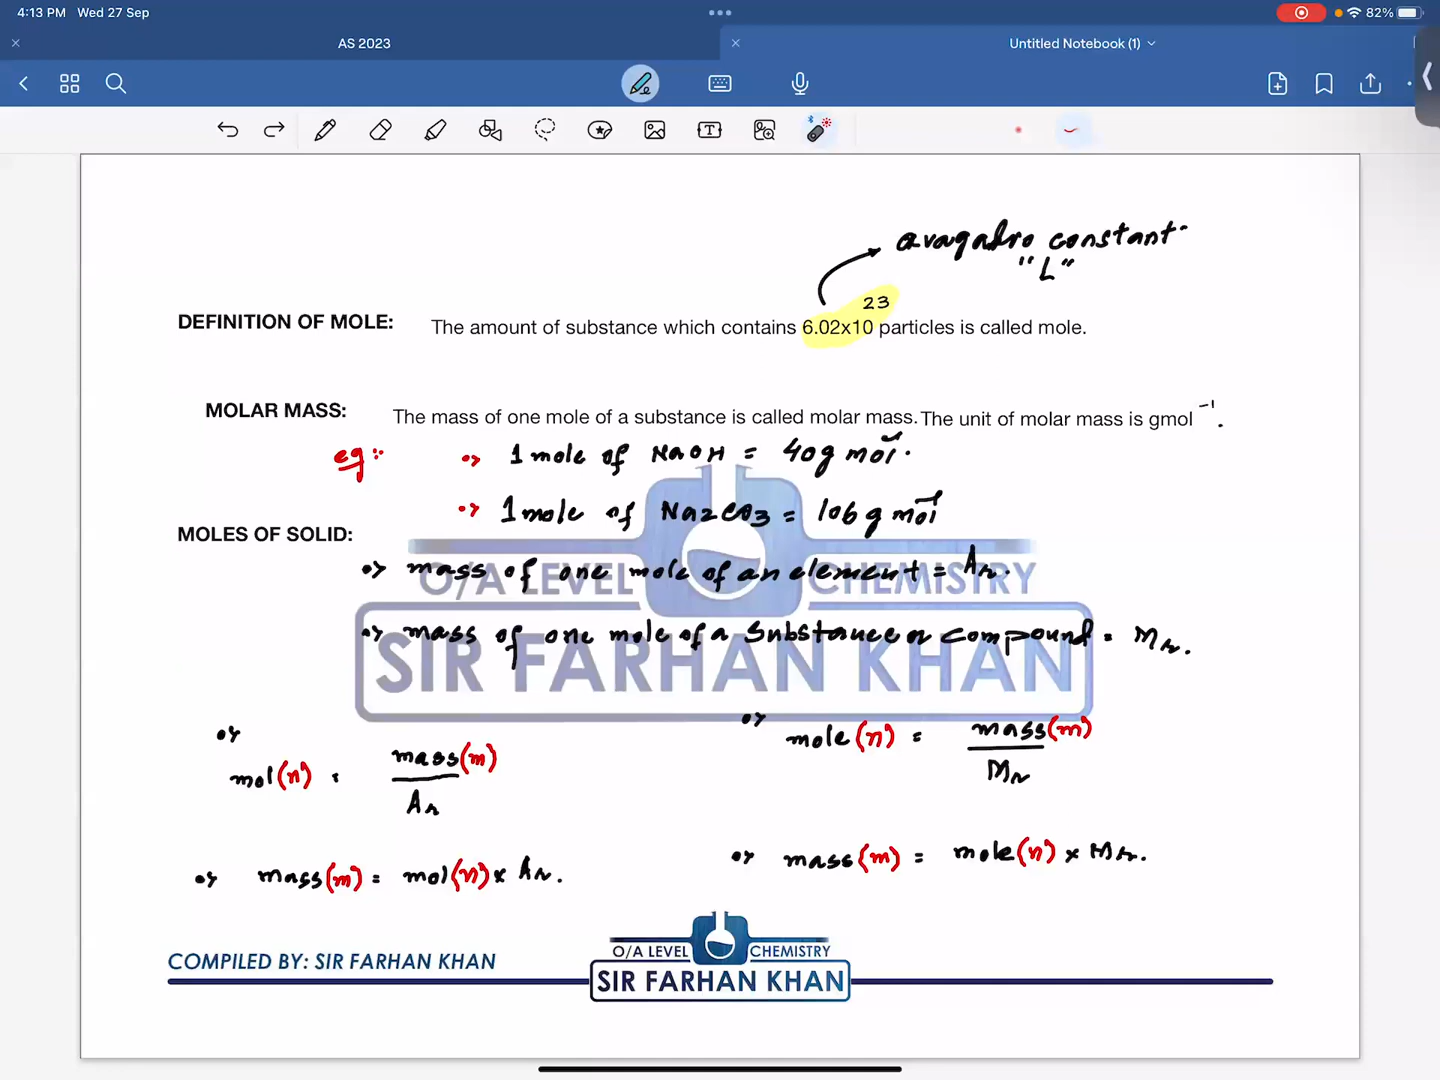 4:13 PM Wed 27 Sep
82%
AS 2023
Untitled Notebook (1)
avagadro constant
"L"
DEFINITION OF MOLE: The amount of substance which contains 6.02x10 23 particles is called mole.
MOLAR MASS: The mass of one mole of a substance is called molar mass. The unit of molar mass is gmol -1.
eg: 1 mole of NaOH = 40g mol-1.
1 mole of Na2CO3 = 106 g mol-1
MOLES OF SOLID:
mass of one mole of an element = Ar.
O/A LEVEL CHEMISTRY
mass of one mole of a substance or compound = Mr.
SIR FARHAN KHAN
mol(n) = mass(m) / Ar
mole(n) = mass(m) / Mr
mass(m) = mol(n) x Ar.
mass(m) = mole(n) x Mr.
COMPILED BY: SIR FARHAN KHAN
O/A LEVEL CHEMISTRY
SIR FARHAN KHAN